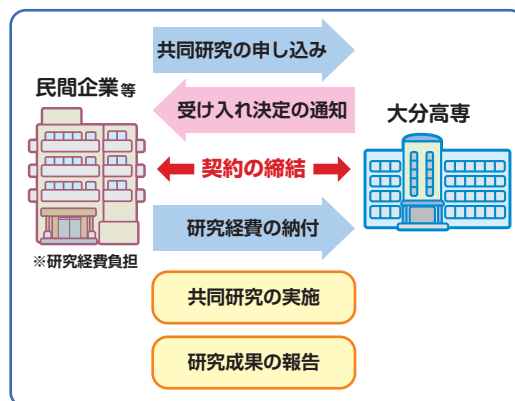 共同研究の申し込み
民間企業等
受け入れ決定の通知
大分高専
契約の締結
研究経費の納付
※研究経費負担
共同研究の実施
研究成果の報告